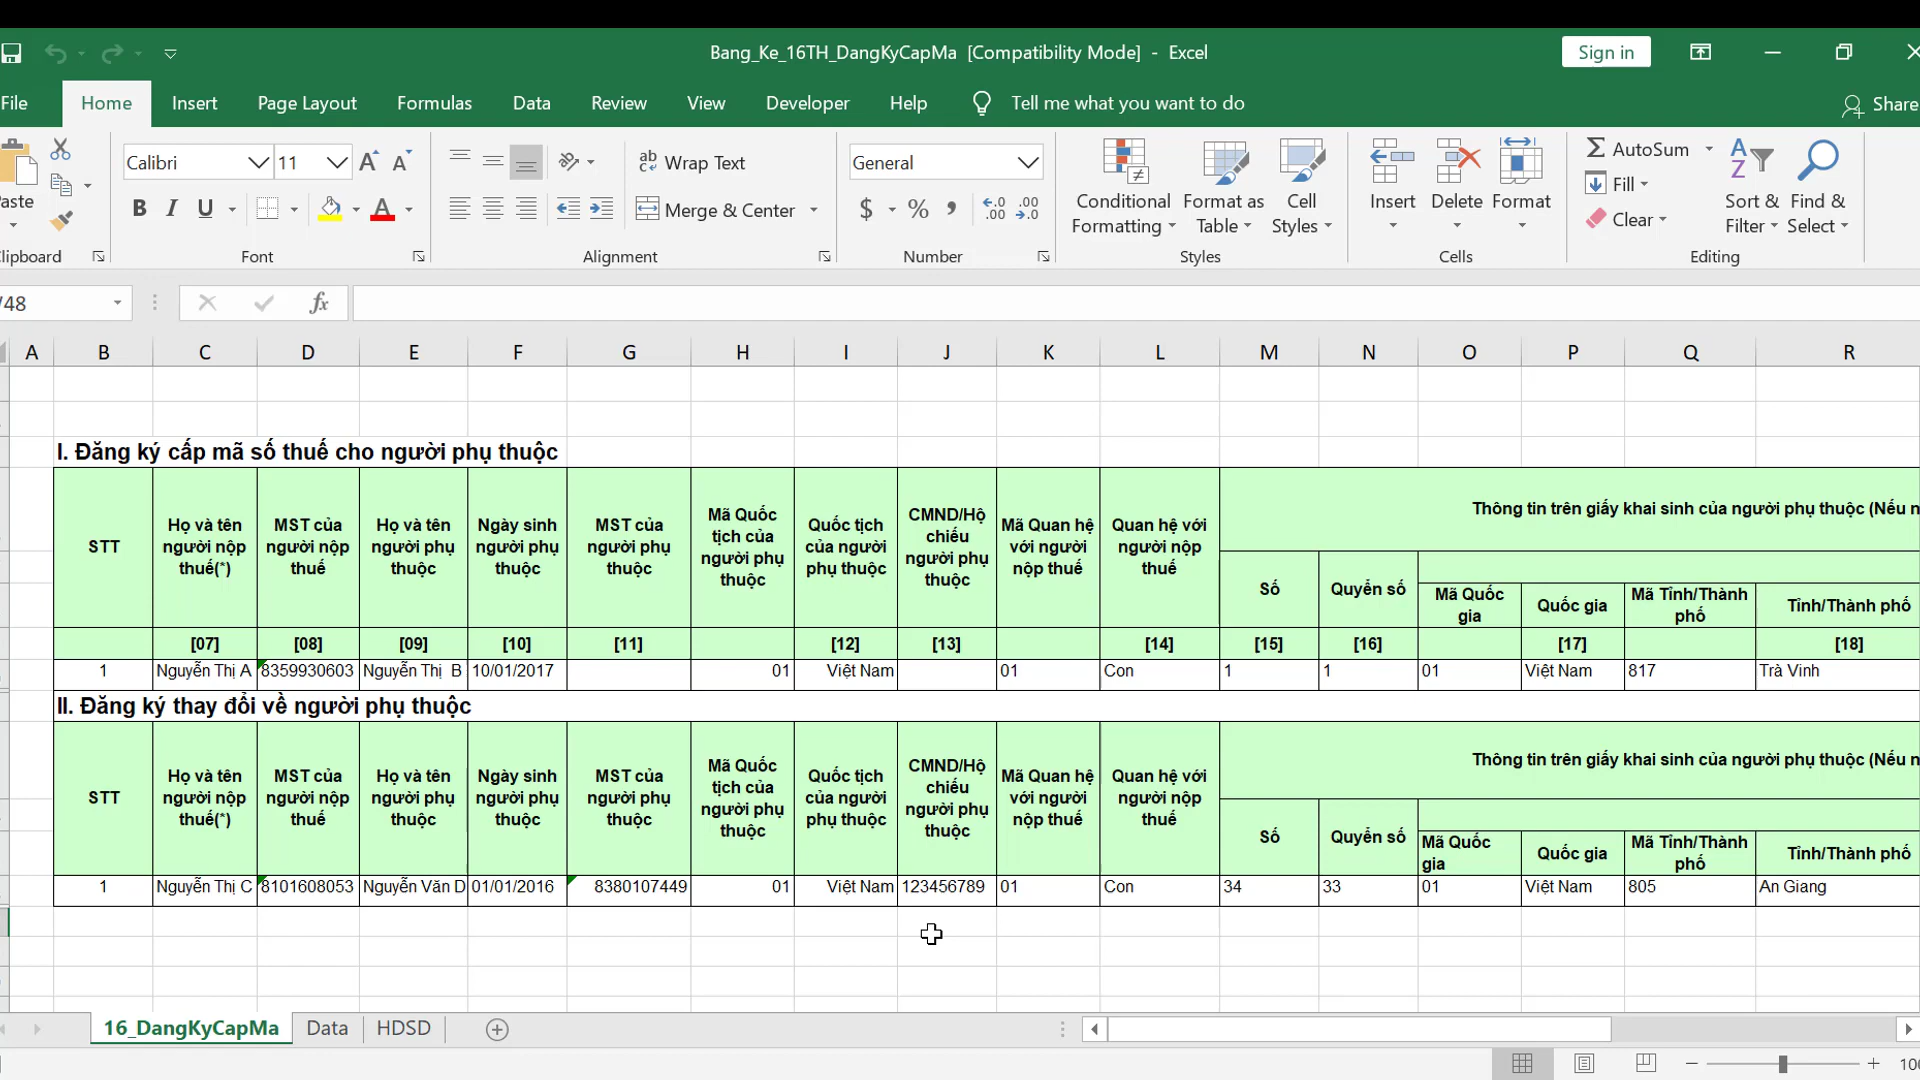 Bang_Ke_16TH_DangKyCapMa [Compatibility Mode] - Excel
Sign in
File Home Insert Page Layout Formulas Data Review View Developer Help Tell me what you want to do Share
Calibri 11 Wrap Text General AutoSum
aste Fill
B I U Merge & Center $ % Conditional Formatting Format as Table Cell Styles Insert Delete Format Clear Sort & Filter Find & Select
lipboard Font Alignment Number Styles Cells Editing
48 fx
A B C D E F G H I J K L M N O P Q R
I. Đăng ký cấp mã số thuế cho người phụ thuộc
STT
Họ và tên người nộp thuế(*)
MST của người nộp thuế
Họ và tên người phụ thuộc
Ngày sinh người phụ thuộc
MST của người phụ thuộc
Mã Quốc tịch của người phụ thuộc
Quốc tịch của người phụ thuộc
CMND/Hộ chiếu người phụ thuộc
Mã Quan hệ với người nộp thuế
Quan hệ với người nộp thuế
Thông tin trên giấy khai sinh của người phụ thuộc (Nếu n
Số
Quyển số
Mã Quốc gia
Quốc gia
Mã Tỉnh/Thành phố
Tỉnh/Thành phố
[07] [08] [09] [10] [11] [12] [13] [14] [15] [16] [17] [18]
1 Nguyễn Thị A 8359930603 Nguyễn Thị B 10/01/2017 01 Việt Nam 01 Con 1 1 01 Việt Nam 817 Trà Vinh
II. Đăng ký thay đổi về người phụ thuộc
STT
Họ và tên người nộp thuế(*)
MST của người nộp thuế
Họ và tên người phụ thuộc
Ngày sinh người phụ thuộc
MST của người phụ thuộc
Mã Quốc tịch của người phụ thuộc
Quốc tịch của người phụ thuộc
CMND/Hộ chiếu người phụ thuộc
Mã Quan hệ với người nộp thuế
Quan hệ với người nộp thuế
Thông tin trên giấy khai sinh của người phụ thuộc (Nếu n
Số
Quyển số
Mã Quốc gia
Quốc gia
Mã Tỉnh/Thành phố
Tỉnh/Thành phố
1 Nguyễn Thị C 8101608053 Nguyễn Văn D 01/01/2016 8380107449 01 Việt Nam 123456789 01 Con 34 33 01 Việt Nam 805 An Giang
16_DangKyCapMa Data HDSD